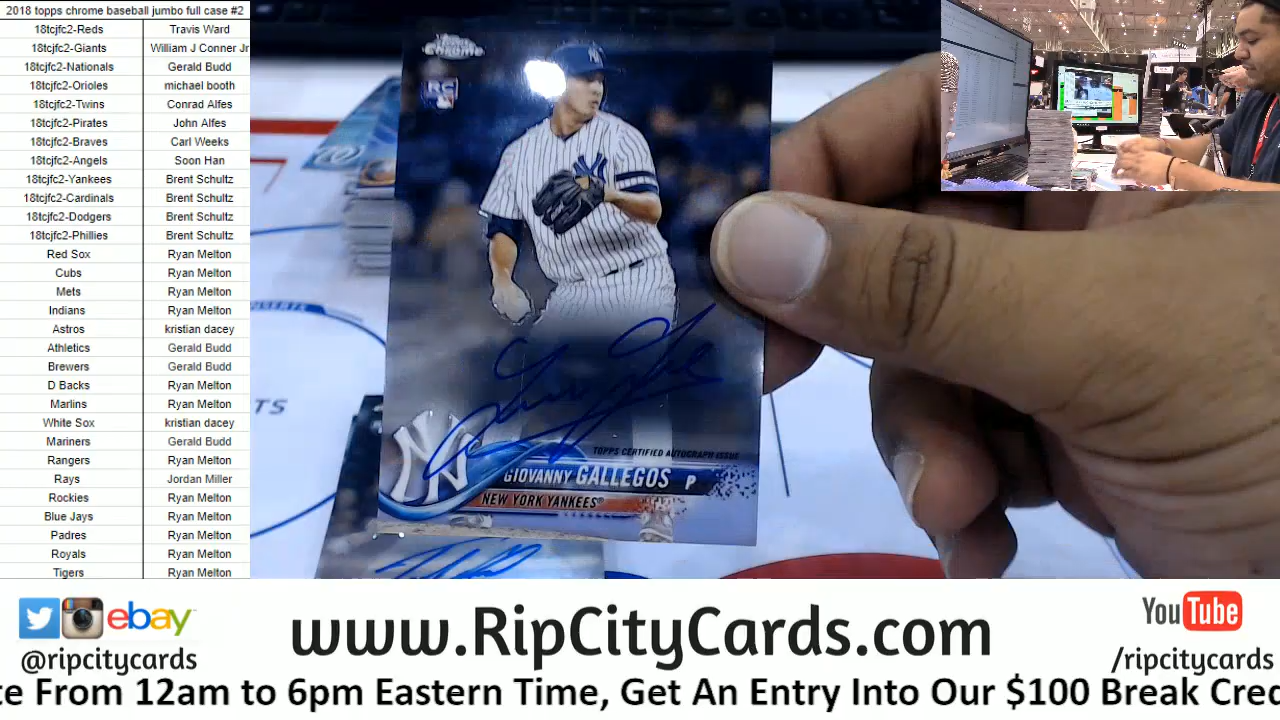 2018 topps chrome baseball jumbo full case #2
18tcjfc2-Reds Travis Ward
18tcjfc2-Giants William J Conner Jr
18tcjfc2-Nationals Gerald Budd
18tcjfc2-Orioles michael booth
18tcjfc2-Twins Conrad Alfes
18tcjfc2-Pirates John Alfes
18tcjfc2-Braves Carl Weeks
18tcjfc2-Angels Soon Han
18tcjfc2-Yankees Brent Schultz
18tcjfc2-Cardinals Brent Schultz
18tcjfc2-Dodgers Brent Schultz
18tcjfc2-Phillies Brent Schultz
Red Sox Ryan Melton
Cubs Ryan Melton
Mets Ryan Melton
Indians Ryan Melton
Astros kristian dacey
Athletics Gerald Budd
Brewers Gerald Budd
D Backs Ryan Melton
Marlins Ryan Melton
White Sox kristian dacey
Mariners Gerald Budd
Rangers Ryan Melton
Rays Jordan Miller
Rockies Ryan Melton
Blue Jays Ryan Melton
Padres Ryan Melton
Royals Ryan Melton
Tigers Ryan Melton
CHROME
RC
NY
TOPPS CERTIFIED AUTOGRAPH ISSUE
GIOVANNY GALLEGOS P
NEW YORK YANKEES
ebay
@ripcitycards
www.RipCityCards.com
YouTube
/ripcitycards
te From 12am to 6pm Eastern Time, Get An Entry Into Our $100 Break Cred